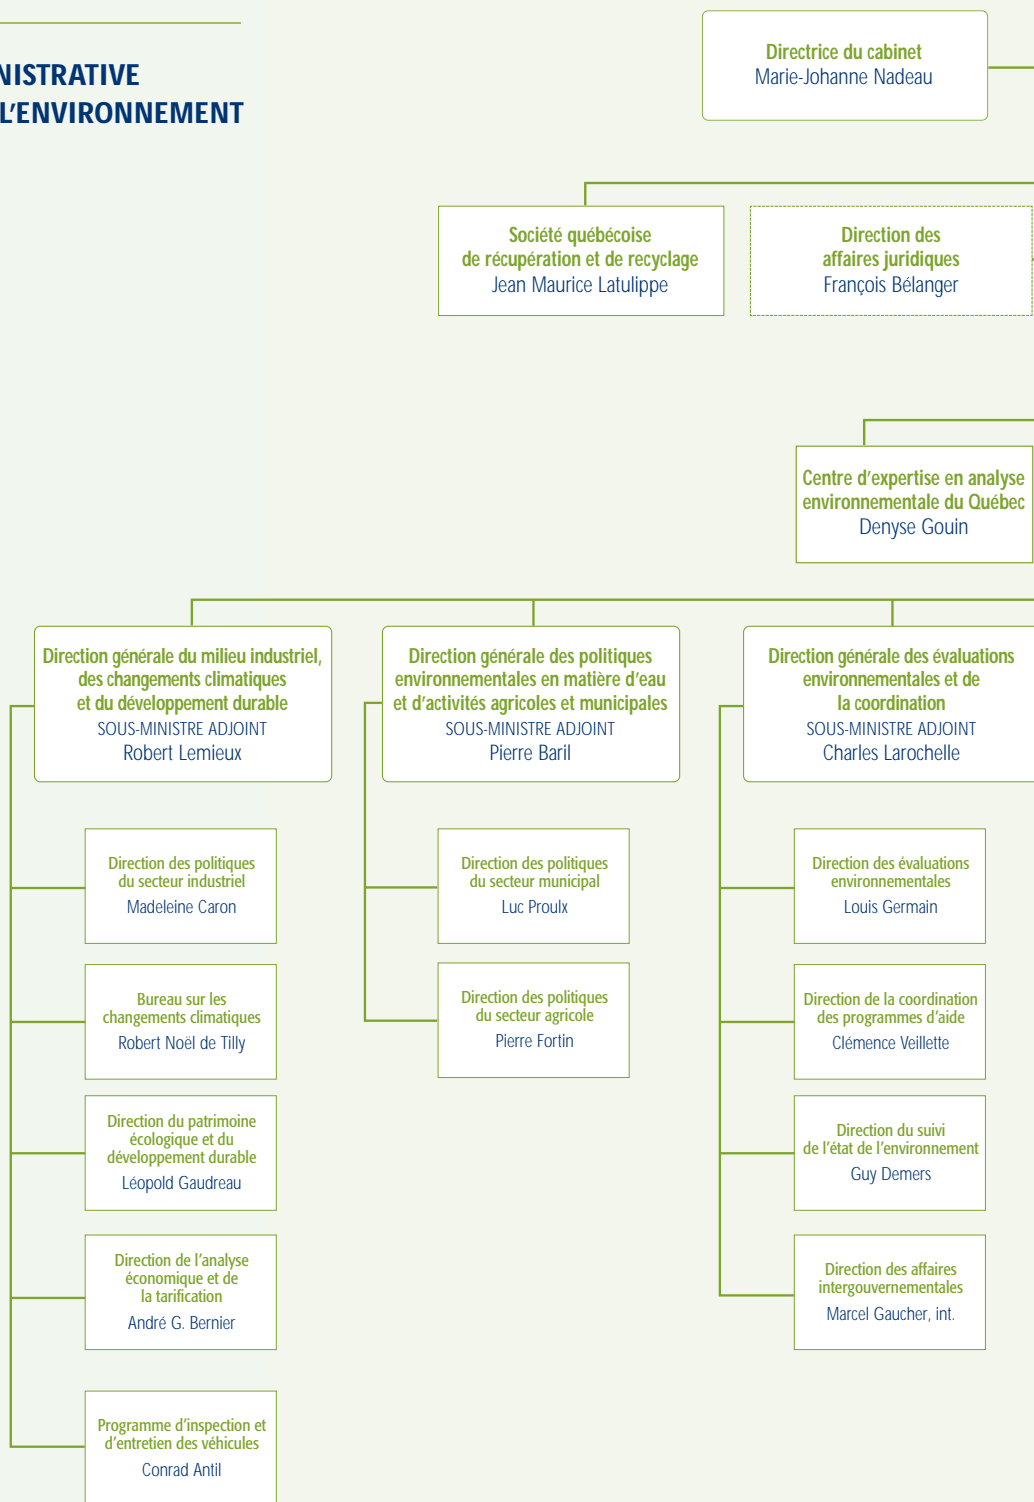 NISTRATIVE
L'ENVIRONNEMENT
Directrice du cabinet
Marie-Johanne Nadeau
Société québécoise
de récupération et de recyclage
Jean Maurice Latulippe
Direction des
affaires juridiques
François Bélanger
Centre d'expertise en analyse
environnementale du Québec
Denyse Gouin
Direction générale du milieu industriel,
des changements climatiques
et du développement durable
SOUS-MINISTRE ADJOINT
Robert Lemieux
Direction des politiques
du secteur industriel
Madeleine Caron
Bureau sur les
changements climatiques
Robert Noël de Tilly
Direction du patrimoine
écologique et du
développement durable
Léopold Gaudreau
Direction de l'analyse
économique et de
la tarification
André G. Bernier
Programme d'inspection et
d'entretien des véhicules
Conrad Antil
Direction générale des politiques
environnementales en matière d'eau
et d'activités agricoles et municipales
SOUS-MINISTRE ADJOINT
Pierre Baril
Direction des politiques
du secteur municipal
Luc Proulx
Direction des politiques
du secteur agricole
Pierre Fortin
Direction générale des évaluations
environnementales et de
la coordination
SOUS-MINISTRE ADJOINT
Charles Larochelle
Direction des évaluations
environnementales
Louis Germain
Direction de la coordination
des programmes d'aide
Clémence Veillette
Direction du suivi
de l'état de l'environnement
Guy Demers
Direction des affaires
intergouvernementales
Marcel Gaucher, int.